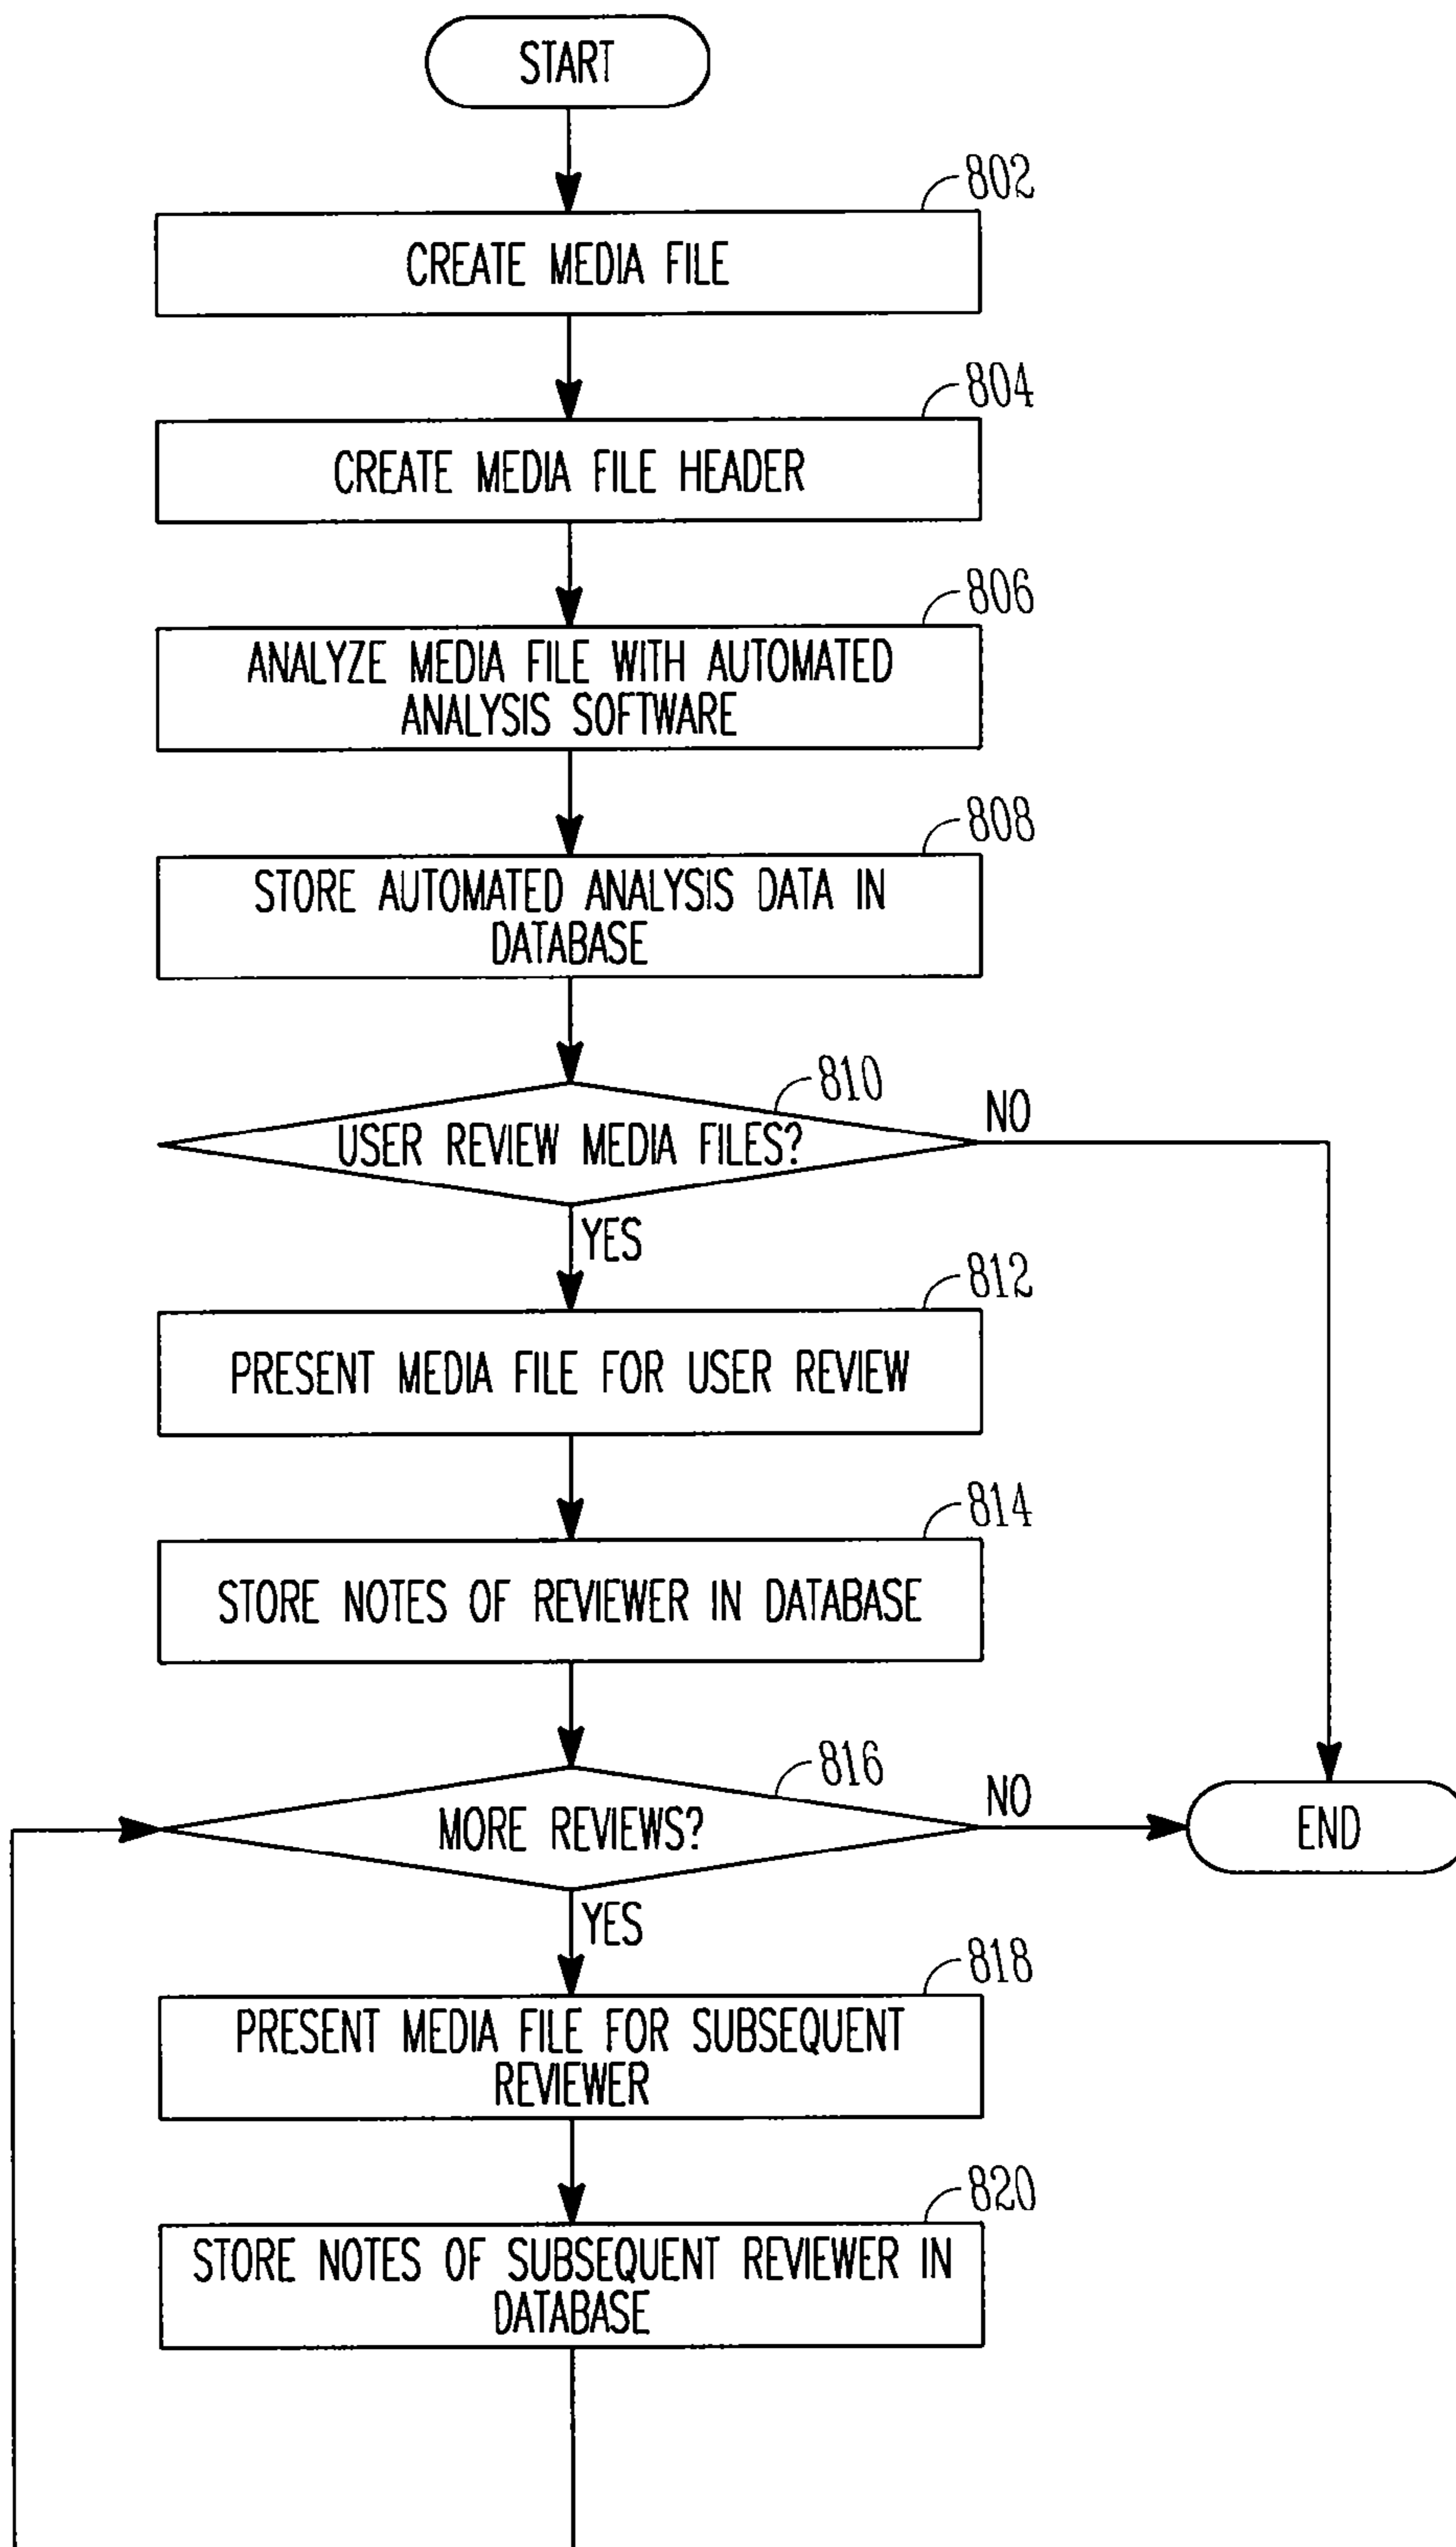 START
802
CREATE MEDIA FILE
804
CREATE MEDIA FILE HEADER
806
ANALYZE MEDIA FILE WITH AUTOMATED
ANALYSIS SOFTWARE
808
STORE AUTOMATED ANALYSIS DATA IN
DATABASE
810
NO
USER REVIEW MEDIA FILES?
YES
812
PRESENT MEDIA FILE FOR USER REVIEW
814
STORE NOTES OF REVIEWER IN DATABASE
816
NO
MORE REVIEWS?
END
YES
818
PRESENT MEDIA FILE FOR SUBSEQUENT
REVIEWER
820
STORE NOTES OF SUBSEQUENT REVIEWER IN
DATABASE